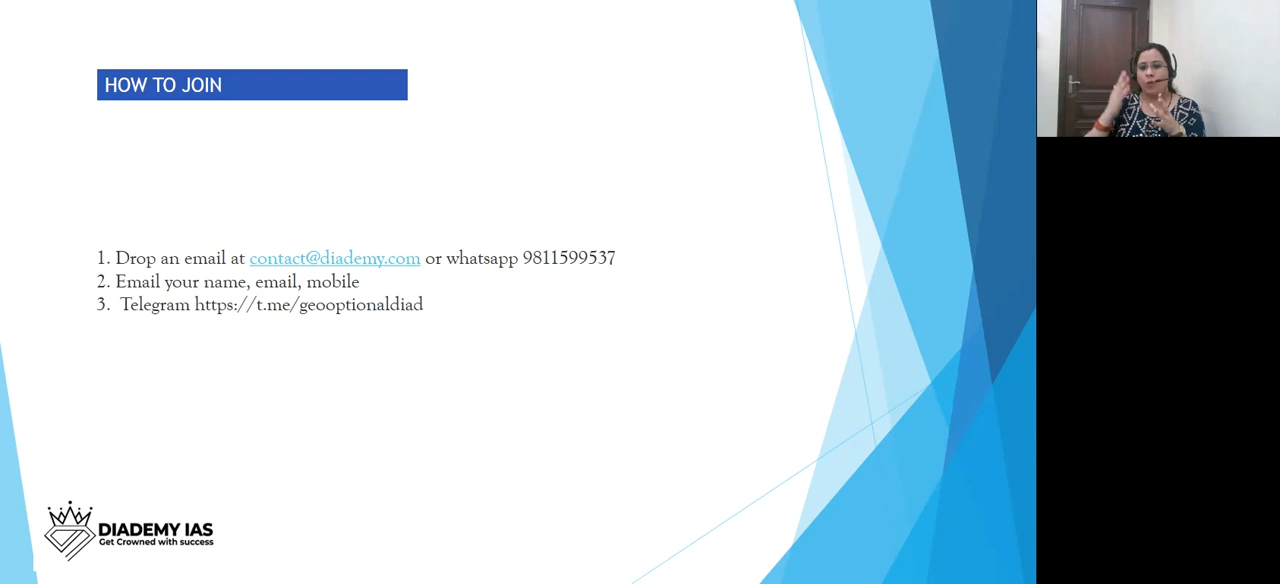 HOW TO JOIN
1. Drop an email at contact@diademy.com or whatsapp 9811599537
2. Email your name, email, mobile
3. Telegram https://t.me/geooptionaldiad
DIADEMY IAS
Get Crowned with success